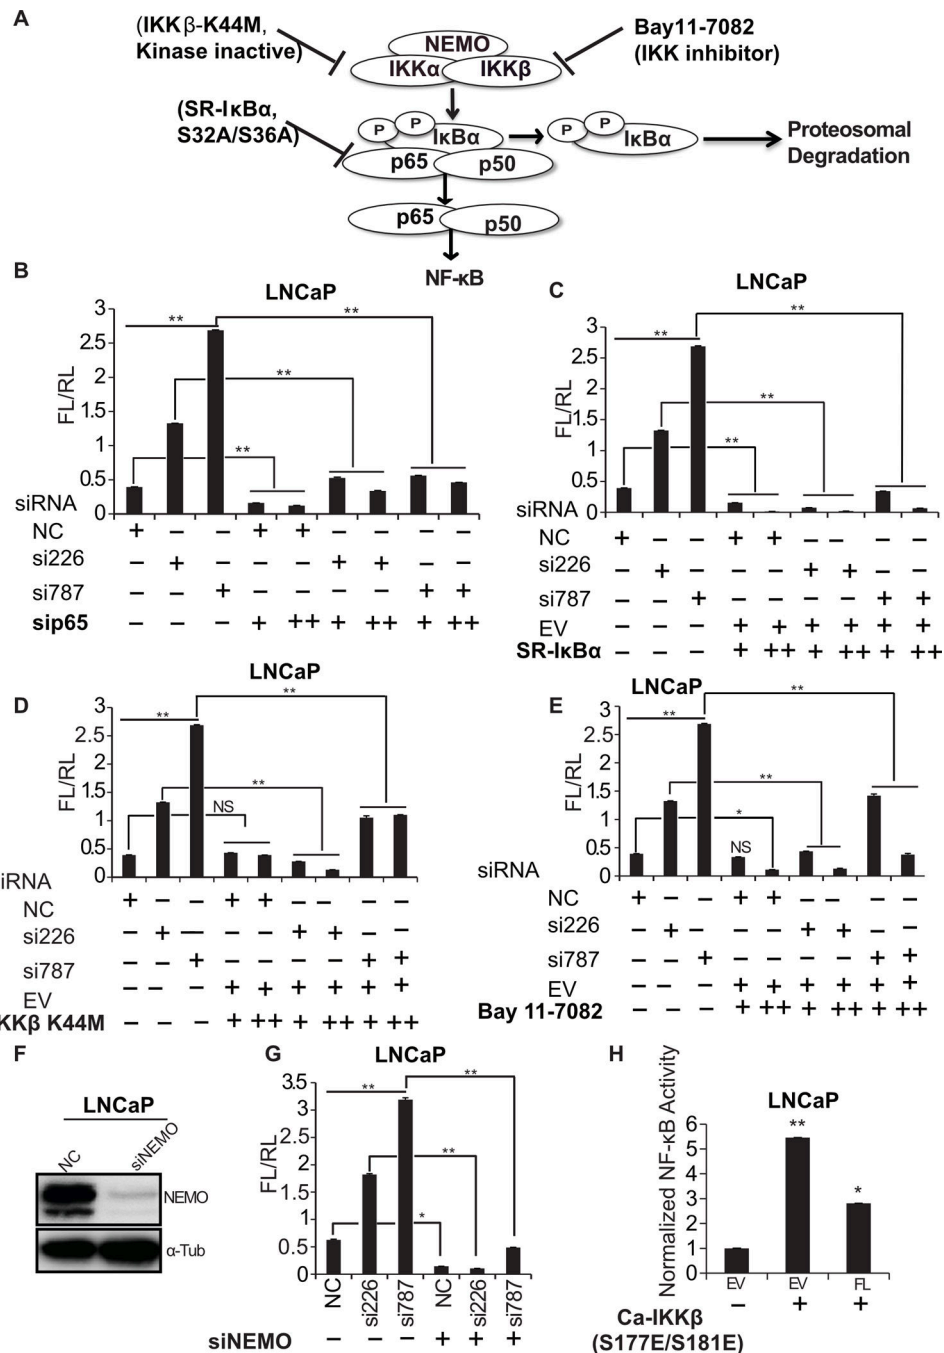 A
(IKKβ-K44M,
Kinase inactive)
NEMO
IKKα
IKKβ
Bay11-7082
(IKK inhibitor)
(SR-IκBα,
S32A/S36A)
P
P
IκBα
p65
p50
P
P
IκBα
Proteosomal
Degradation
p65
p50
NF-κB
B
LNCaP
FL/RL
3
2.5
2
1.5
1
0.5
0
**
**
**
**
siRNA
NC + − − + + − − − −
si226 − + − − − + + − −
si787 − − + − − − − + +
sip65 − − − + ++ + ++ + ++
C
LNCaP
FL/RL
3
2.5
2
1.5
1
0.5
0
**
**
**
**
siRNA
NC + − − + + − − − −
si226 − + − − − + + − −
si787 − − + − − − − + +
EV − − − + + + + + +
SR-IκBα − − − + ++ + ++ + ++
D
LNCaP
FL/RL
3
2.5
2
1.5
1
0.5
0
**
**
**
NS
iRNA
NC + − − + + − − − −
si226 − + − − − + + − −
si787 − − + − − − − + +
EV − − − + + + + + +
KKβ K44M − − − + ++ + ++ + ++
E
LNCaP
FL/RL
3
2.5
2
1.5
1
0.5
0
**
**
**
*
NS
siRNA
NC + − − + + − − − −
si226 − + − − − + + − −
si787 − − + − − − − + +
EV − − − + + + + + +
Bay 11-7082 − − − + ++ + ++ + ++
F
LNCaP
NC
siNEMO
NEMO
α-Tub
G
LNCaP
FL/RL
3.5
3
2.5
2
1.5
1
0.5
0
**
**
**
*
NC si226 si787 NC si226 si787
siNEMO − − − + + +
H
LNCaP
Normalized NF-κB Activity
6
5
4
3
2
1
0
**
*
EV EV FL
Ca-IKKβ − + +
(S177E/S181E)